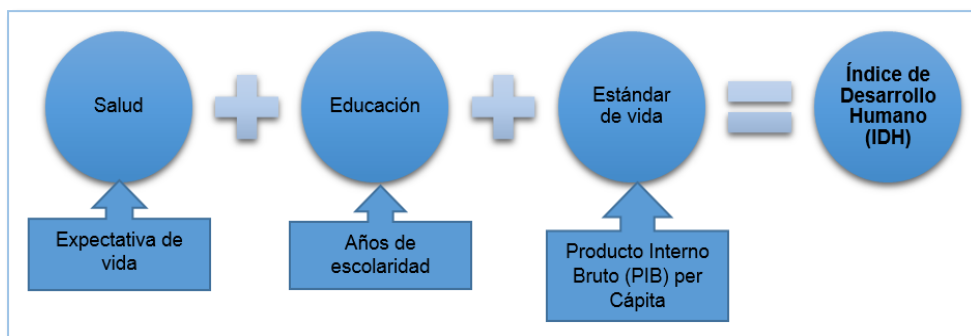 Salud
Educación
Estándar
de vida
Índice de
Desarrollo
Humano
(IDH)
Expectativa de
vida
Años de
escolaridad
Producto Interno
Bruto (PIB) per
Cápita